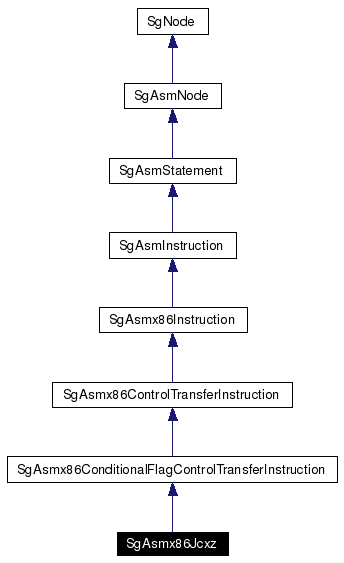 SgNode
SgAsmNode
SgAsmStatement
SgAsmInstruction
SgAsmx86Instruction
SgAsmx86ControlTransferInstruction
SgAsmx86ConditionalFlagControlTransferInstruction
SgAsmx86Jcxz